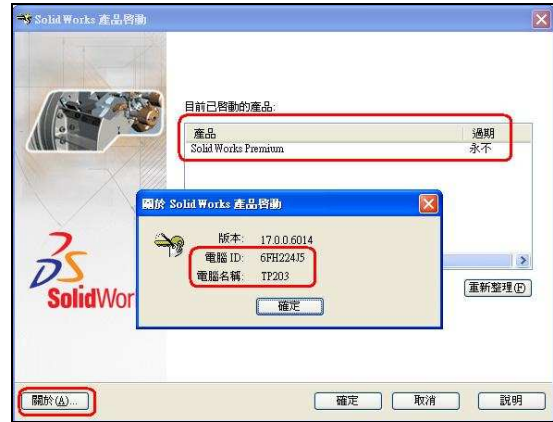 SolidWorks 產品啟動
目前已啟動的產品:
產品 過期
Solid Works Premium 永不
關於 SolidWorks 產品啟動
版本: 17.0.0.6014
電腦 ID: 6FH224J5
電腦名稱: TP203
確定
SolidWor
重新整理(F)
關於(A)... 確定 取消 說明